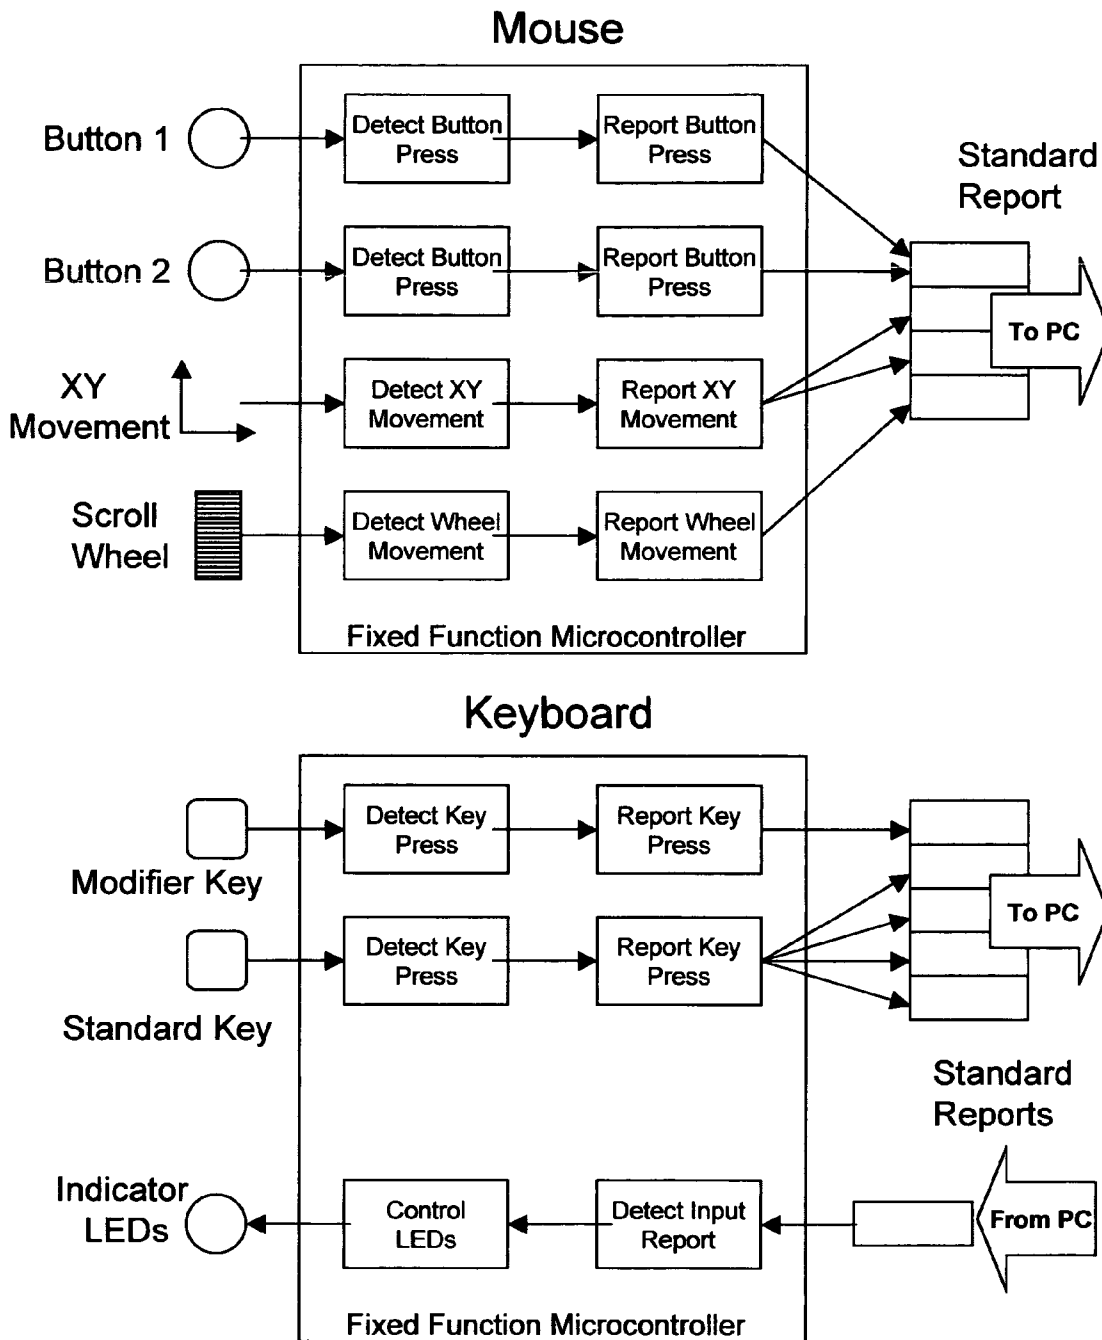 Mouse
Button 1
Detect Button
Press
Report Button
Press
Standard
Report
Button 2
Detect Button
Press
Report Button
Press
To PC
XY
Movement
Detect XY
Movement
Report XY
Movement
Scroll
Wheel
Detect Wheel
Movement
Report Wheel
Movement
Fixed Function Microcontroller
Keyboard
Modifier Key
Detect Key
Press
Report Key
Press
To PC
Standard Key
Detect Key
Press
Report Key
Press
Standard
Reports
Indicator
LEDs
Control
LEDs
Detect Input
Report
From PC
Fixed Function Microcontroller